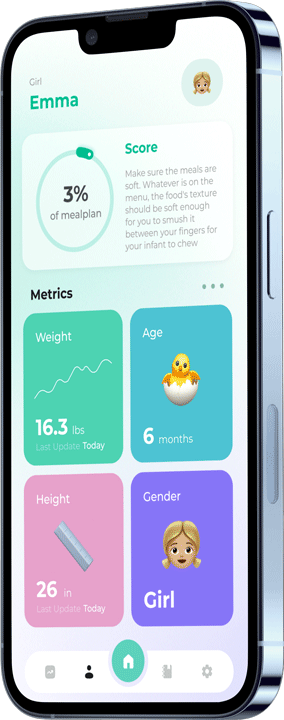 Girl
Emma
Score
3%
of mealplan
Make sure the meals are
soft. Whatever is on the
menu, the food's texture
should be soft enough
for you to smush it
between your fingers for
your infant to chew
Metrics
Weight
16.3 lbs
Last Update Today
Age
6 months
Height
26 in
Last Update Today
Gender
Girl